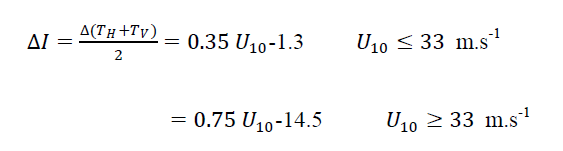 ΔI = Δ(T_H+T_V)/2 = 0.35 U_10-1.3 U_10 ≤ 33 m.s^-1
= 0.75 U_10-14.5 U_10 ≥ 33 m.s^-1